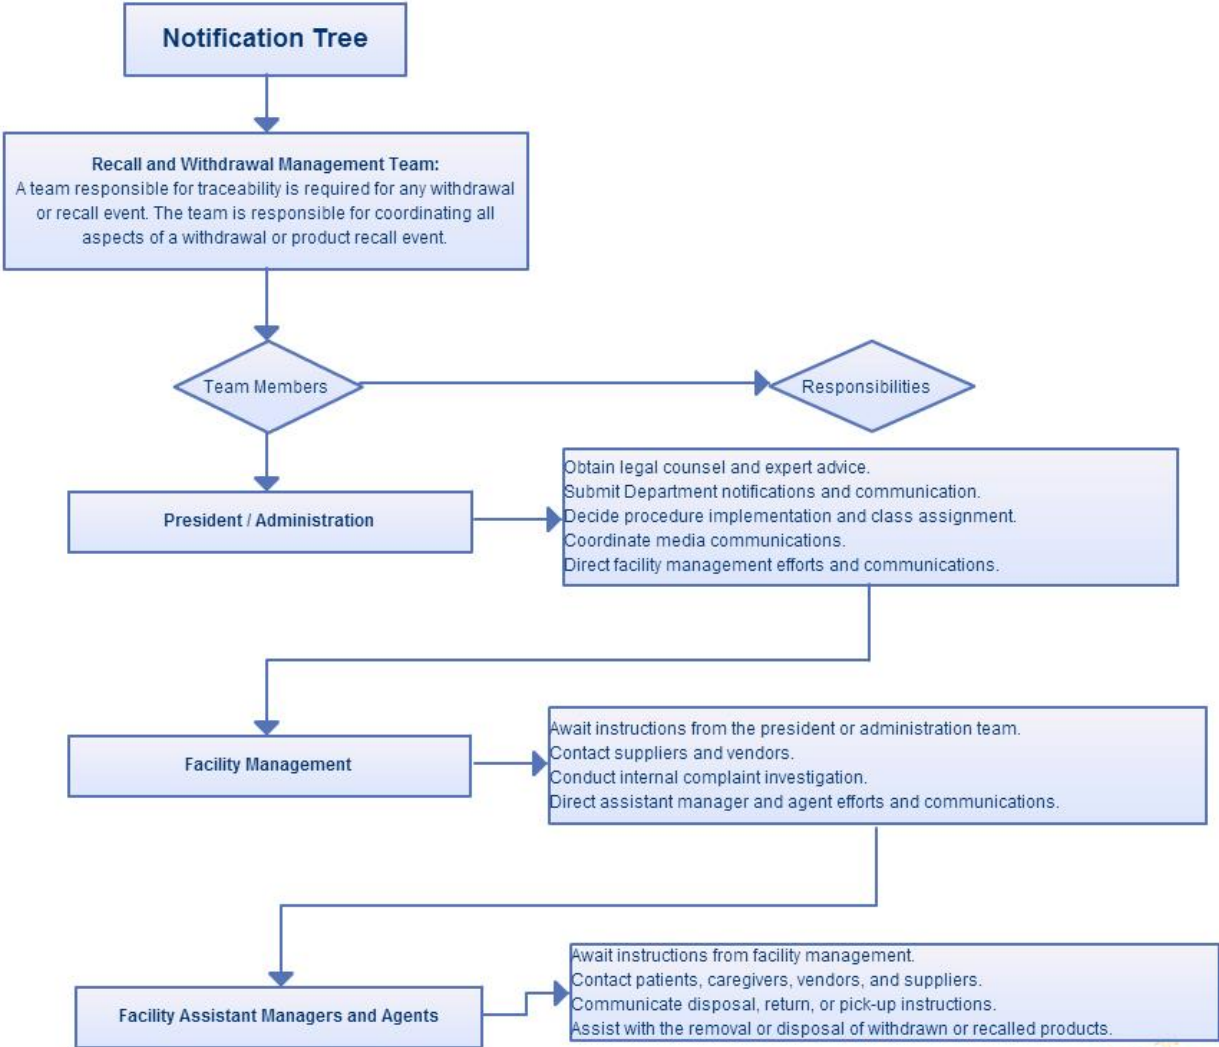 Notification Tree
Recall and Withdrawal Management Team:
A team responsible for traceability is required for any withdrawal
or recall event. The team is responsible for coordinating all
aspects of a withdrawal or product recall event.
Team Members
Responsibilities
President / Administration
Obtain legal counsel and expert advice.
Submit Department notifications and communication.
Decide procedure implementation and class assignment.
Coordinate media communications.
Direct facility management efforts and communications.
Facility Management
Await instructions from the president or administration team.
Contact suppliers and vendors.
Conduct internal complaint investigation.
Direct assistant manager and agent efforts and communications.
Facility Assistant Managers and Agents
Await instructions from facility management.
Contact patients, caregivers, vendors, and suppliers.
Communicate disposal, return, or pick-up instructions.
Assist with the removal or disposal of withdrawn or recalled products.